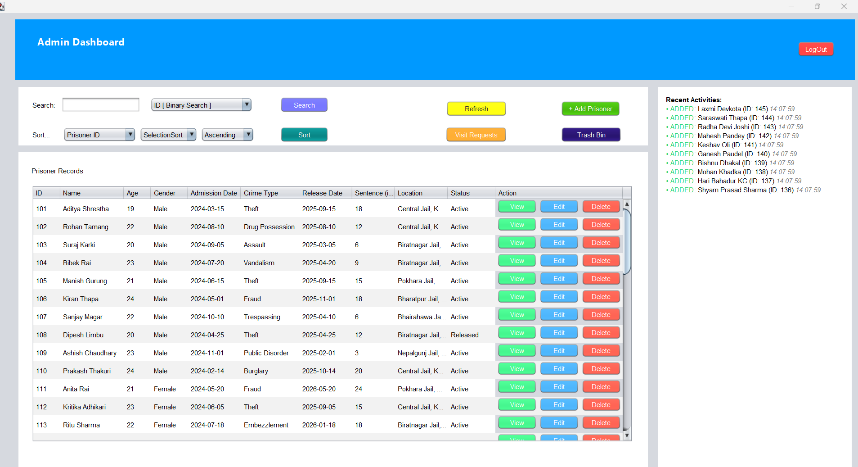 Admin Dashboard
LogOut
Search: ID [ Binary Search ] Search Refresh + Add Prisoner
Sort: Prisoner ID SelectionSort Ascending Sort Visit Requests Trash Bin
Prisoner Records
ID Name Age Gender Admission Date Crime Type Release Date Sentence (i... Location Status Action
101 Aditya Shrestha 19 Male 2024-03-15 Theft 2025-09-15 18 Central Jail, K Active View Edit Delete
102 Rohan Tamang 22 Male 2024-08-10 Drug Possession 2025-08-10 12 Central Jail, K Active View Edit Delete
103 Suraj Karki 20 Male 2024-09-05 Assault 2025-03-05 6 Biratnagar Jail, Active View Edit Delete
104 Bibek Rai 23 Male 2024-07-20 Vandalism 2025-04-20 9 Biratnagar Jail, Active View Edit Delete
105 Manish Gurung 21 Male 2024-06-15 Theft 2025-09-15 15 Pokhara Jail, Active View Edit Delete
106 Kiran Thapa 24 Male 2024-05-01 Fraud 2025-11-01 18 Bharatpur Jail, Active View Edit Delete
107 Sanjay Magar 22 Male 2024-10-10 Trespassing 2025-04-10 6 Bhairahawa Ja Active View Edit Delete
108 Dipesh Limbu 20 Male 2024-04-25 Theft 2025-04-25 12 Biratnagar Jail, Released View Edit Delete
109 Ashish Chaudhary 23 Male 2024-11-01 Public Disorder 2025-02-01 3 Nepalgunj Jail, Active View Edit Delete
110 Prakash Thakuri 24 Male 2024-02-14 Burglary 2025-10-14 20 Central Jail, K... Active View Edit Delete
111 Anita Rai 21 Female 2024-05-20 Fraud 2026-05-20 24 Pokhara Jail, ... Active View Edit Delete
112 Kritika Adhikari 23 Female 2024-06-05 Theft 2025-09-05 15 Central Jail, K... Active View Edit Delete
113 Ritu Sharma 22 Female 2024-07-18 Embezzlement 2026-01-18 18 Biratnagar Jail,... Active View Edit Delete
View Edit Delete
Recent Activities:
• ADDED: Laxmi Devkota (ID: 145) 14:07:59
• ADDED: Saraswati Thapa (ID: 144) 14:07:59
• ADDED: Radha Devi Joshi (ID: 143) 14:07:59
• ADDED: Mahesh Pandey (ID: 142) 14:07:59
• ADDED: Keshav Oli (ID: 141) 14:07:59
• ADDED: Ganesh Paudel (ID: 140) 14:07:59
• ADDED: Bishnu Dhakal (ID: 139) 14:07:59
• ADDED: Mohan Khadka (ID: 138) 14:07:59
• ADDED: Hari Bahadur KC (ID: 137) 14:07:59
• ADDED: Shyam Prasad Sharma (ID: 136) 14:07:59